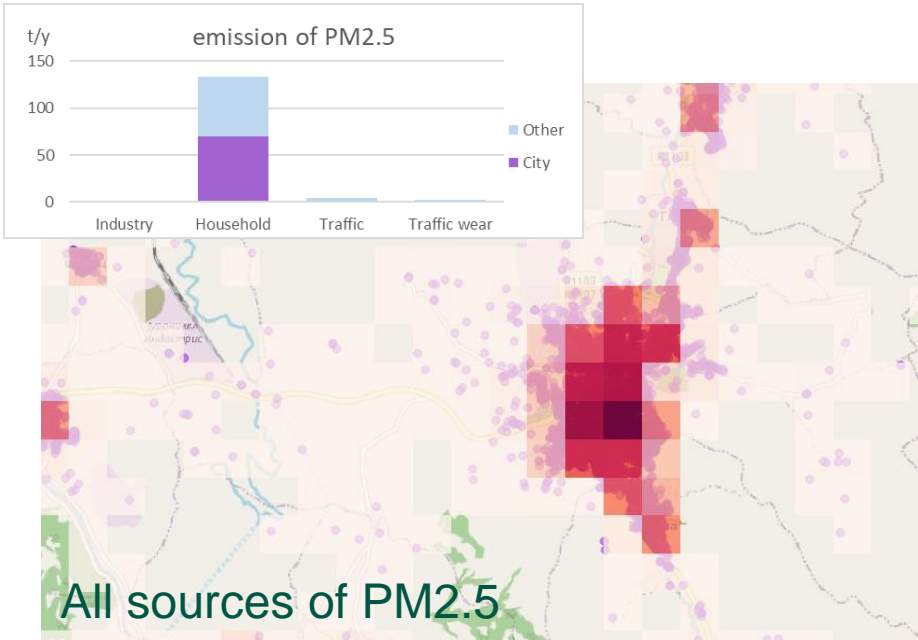 t/y
emission of PM2.5
150
100
50
0
Other
City
Industry Household Traffic Traffic wear
R1103
All sources of PM2.5